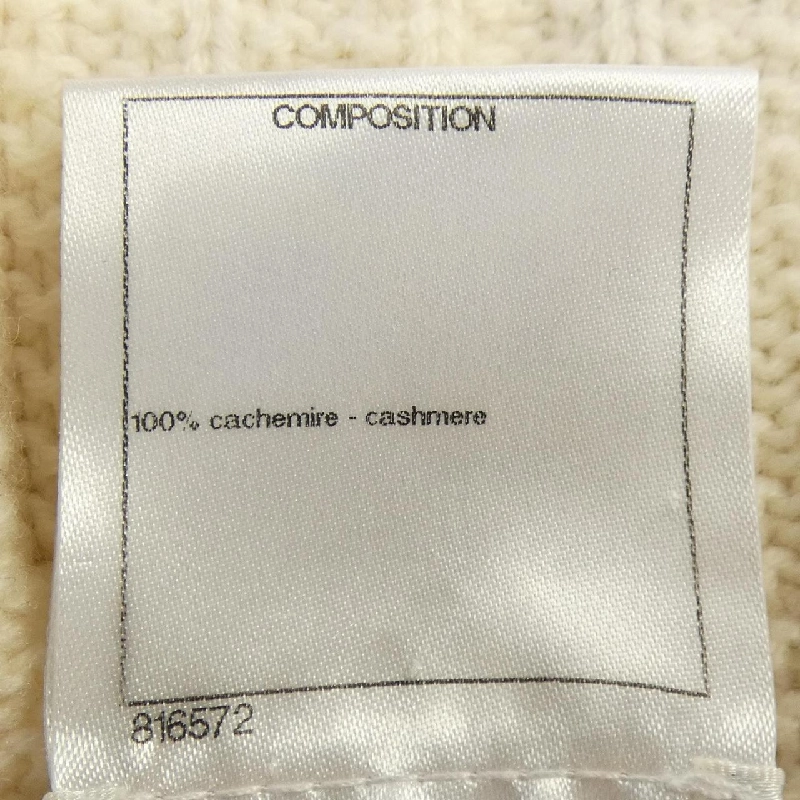 COMPOSITION
100% cachemire - cashmere
816572